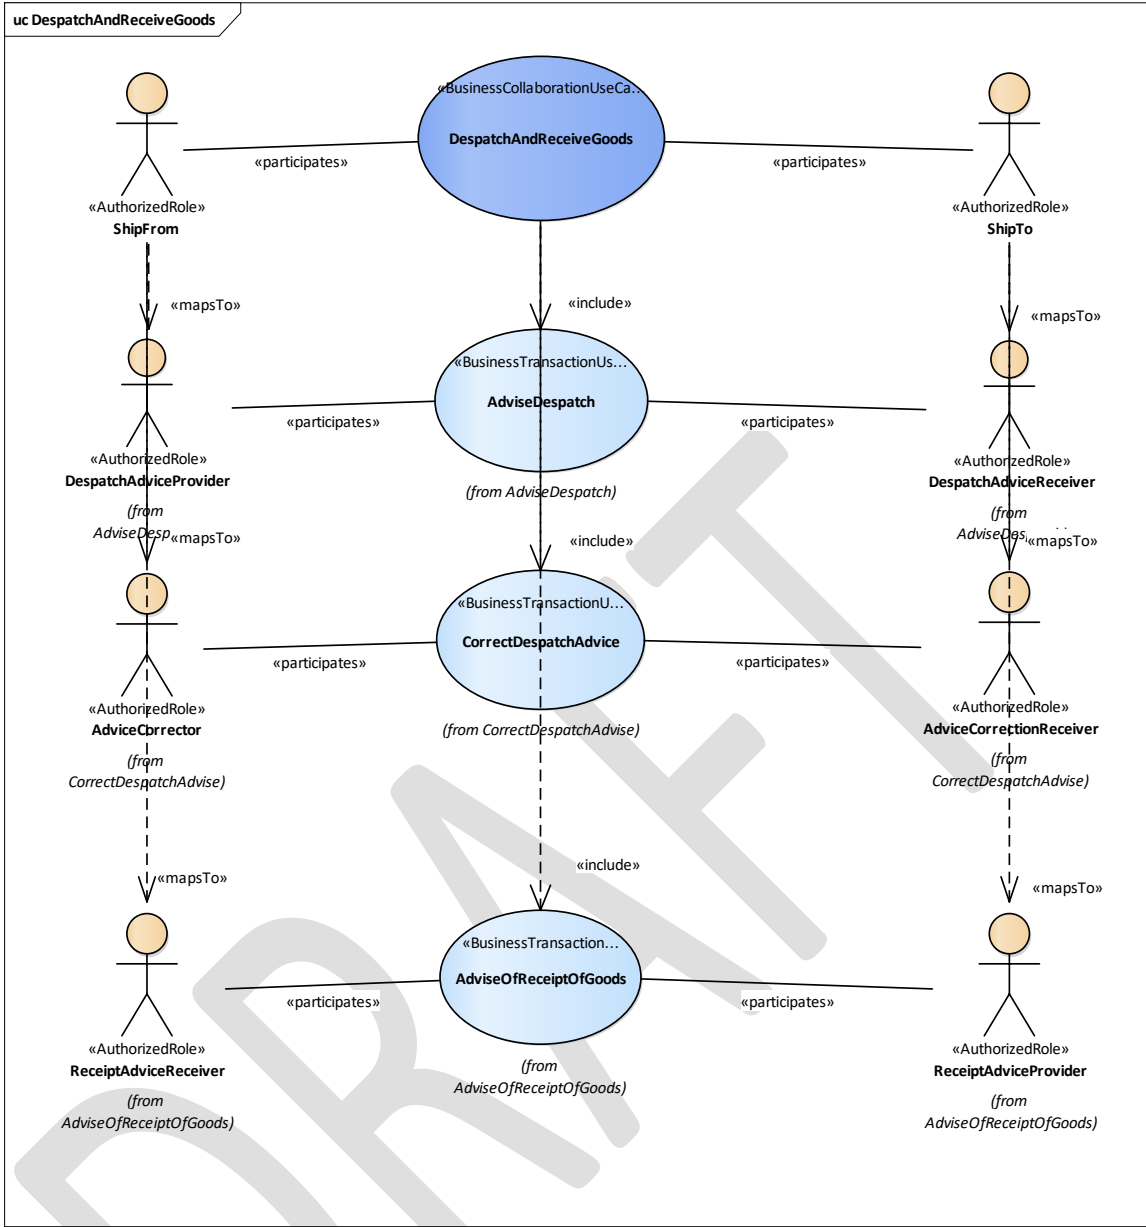 uc DespatchAndReceiveGoods
«BusinessCollaborationUseCa...
DespatchAndReceiveGoods
«participates»
«participates»
«AuthorizedRole»
ShipFrom
«AuthorizedRole»
ShipTo
«mapsTo»
«include»
«mapsTo»
«BusinessTransactionUs...
AdviseDespatch
«participates»
«participates»
«AuthorizedRole»
DespatchAdviceProvider
(from
AdviseDesp
«AuthorizedRole»
DespatchAdviceReceiver
(from
AdviseDes
(from AdviseDespatch)
«mapsTo»
«include»
«mapsTo»
«BusinessTransactionU...
CorrectDespatchAdvice
«participates»
«participates»
«AuthorizedRole»
AdviceCorrector
(from
CorrectDespatchAdvise)
(from CorrectDespatchAdvise)
«AuthorizedRole»
AdviceCorrectionReceiver
(from
CorrectDespatchAdvise)
«mapsTo»
«include»
«mapsTo»
«BusinessTransaction...
AdviseOfReceiptOfGoods
«participates»
«participates»
«AuthorizedRole»
ReceiptAdviceReceiver
(from
AdviseOfReceiptOfGoods)
(from
AdviseOfReceiptOfGoods)
«AuthorizedRole»
ReceiptAdviceProvider
(from
AdviseOfReceiptOfGoods)
DRAFT